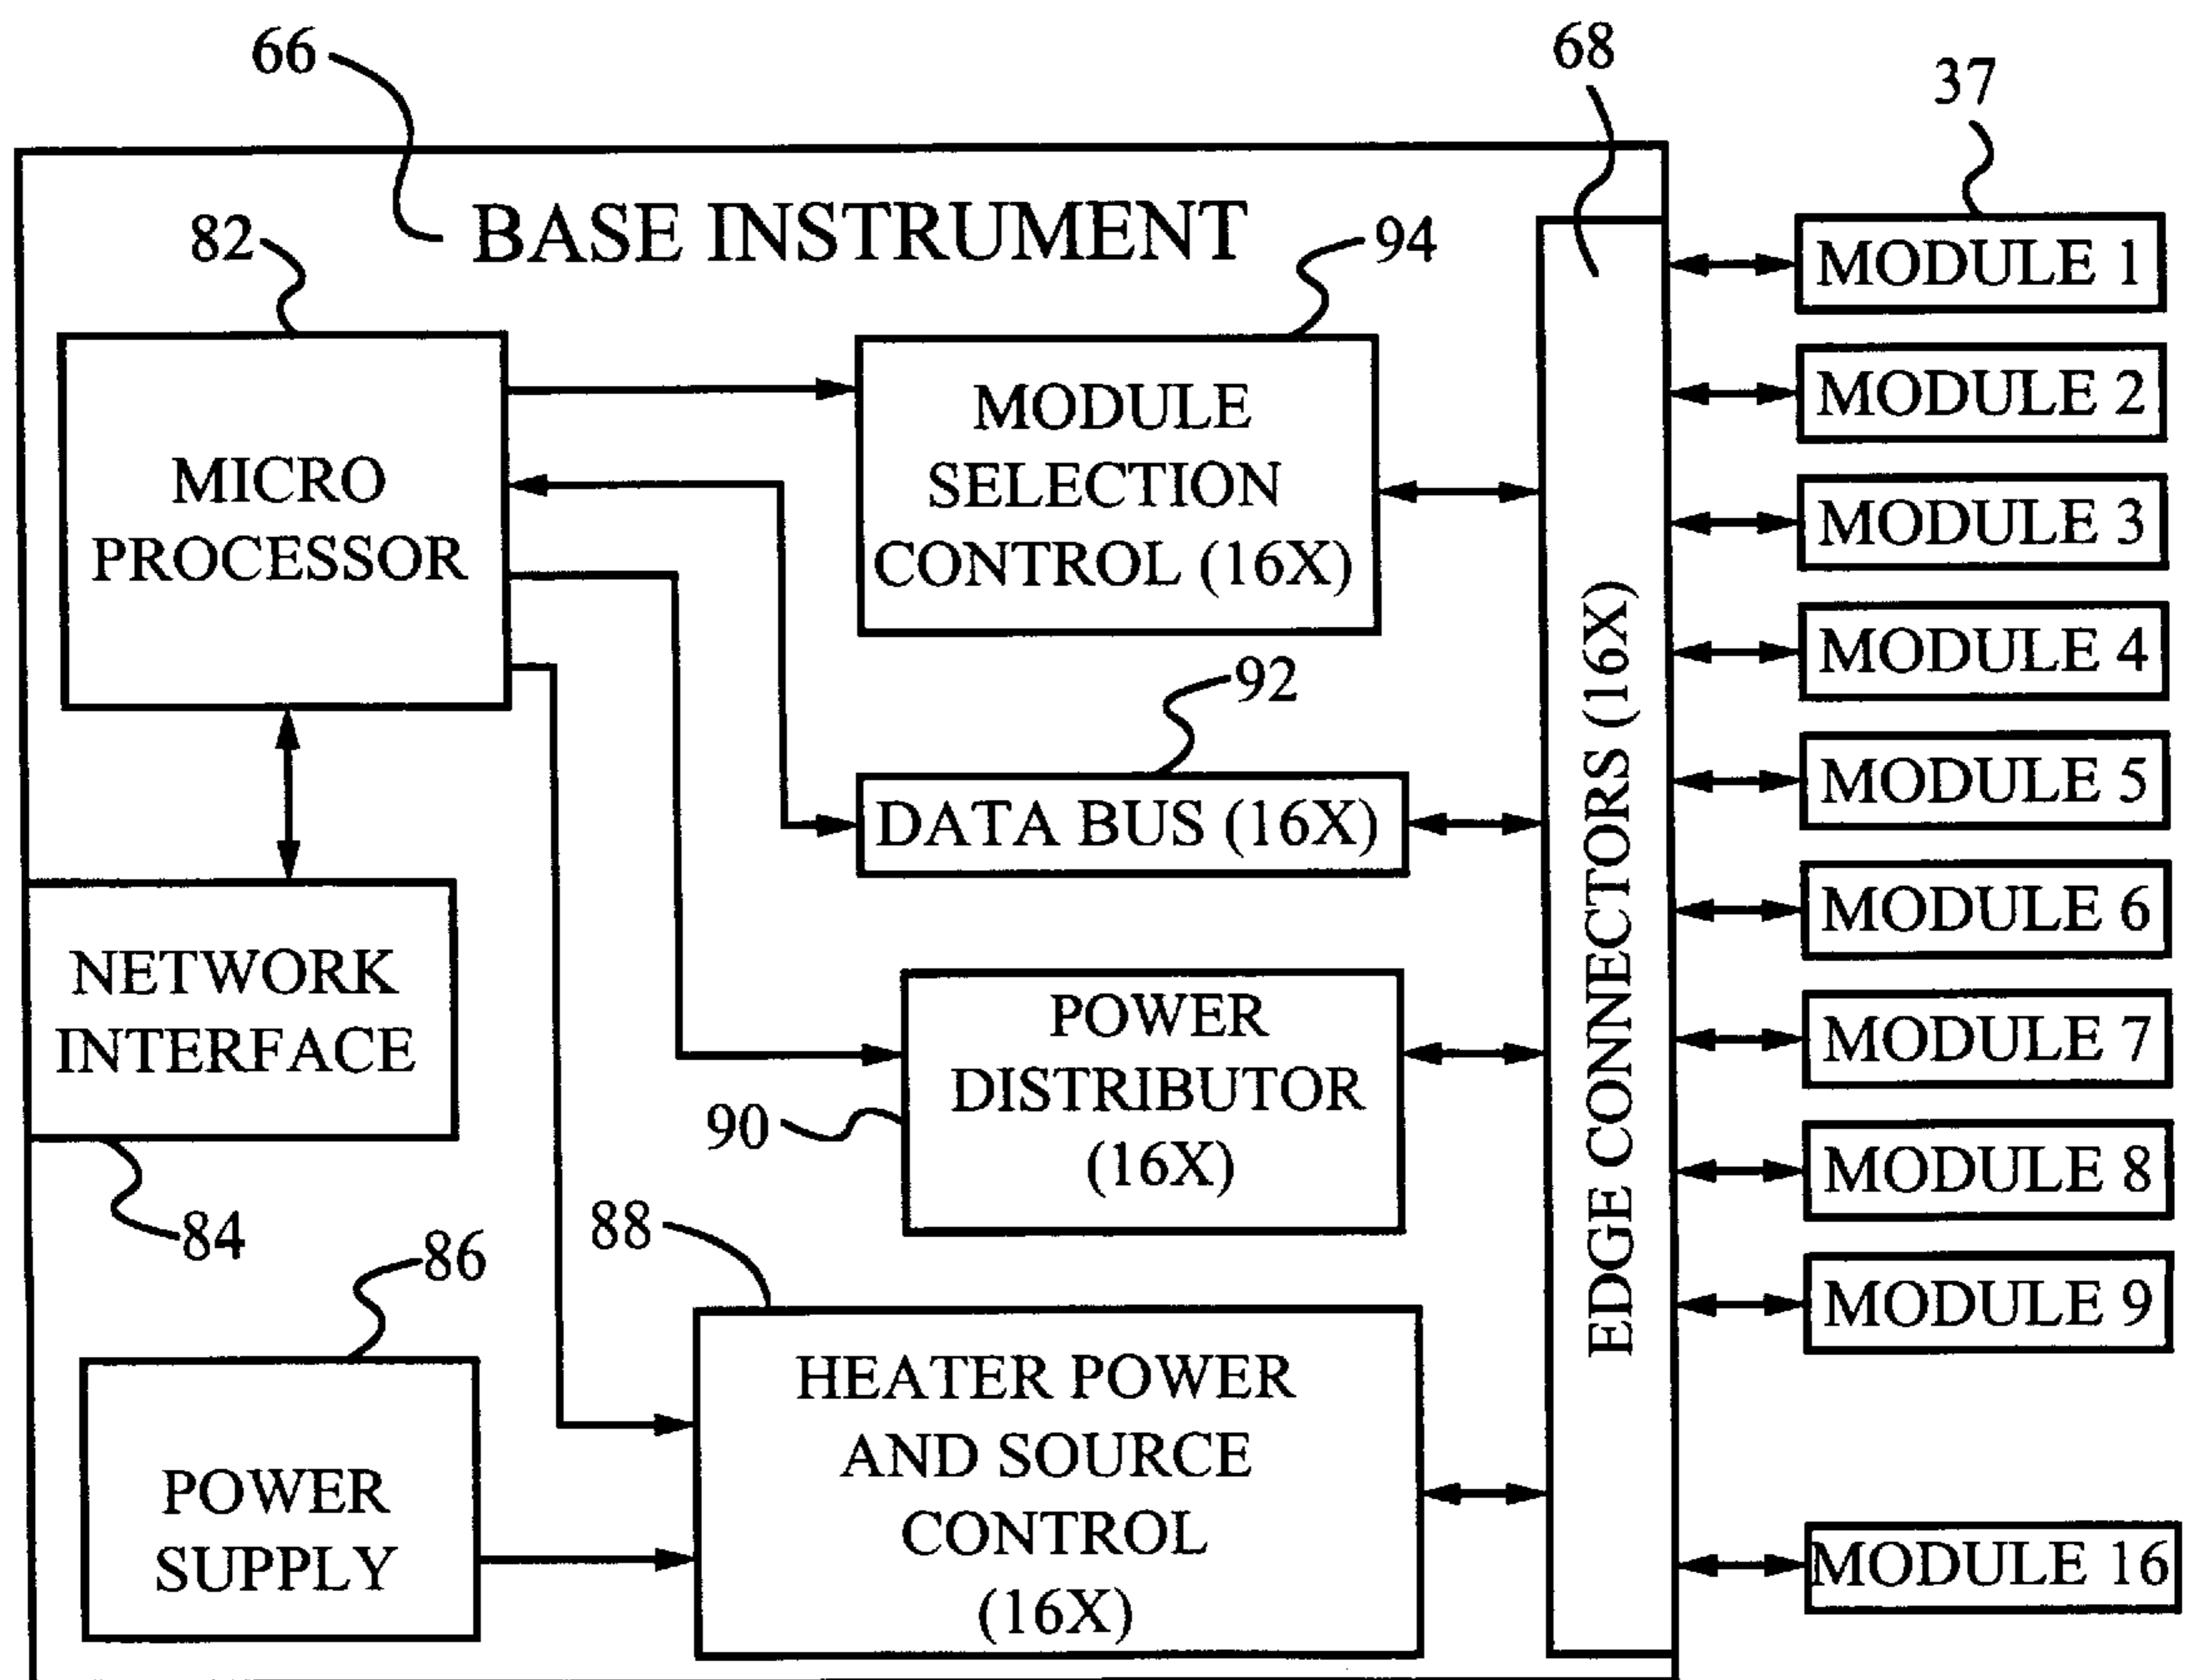 66
68
37
BASE INSTRUMENT
82
94
MICRO
PROCESSOR
MODULE
SELECTION
CONTROL (16X)
92
DATA BUS (16X)
NETWORK
INTERFACE
84
POWER
DISTRIBUTOR
(16X)
90
86
88
POWER
SUPPLY
HEATER POWER
AND SOURCE
CONTROL
(16X)
EDGE CONNECTORS (16X)
MODULE 1
MODULE 2
MODULE 3
MODULE 4
MODULE 5
MODULE 6
MODULE 7
MODULE 8
MODULE 9
MODULE 16